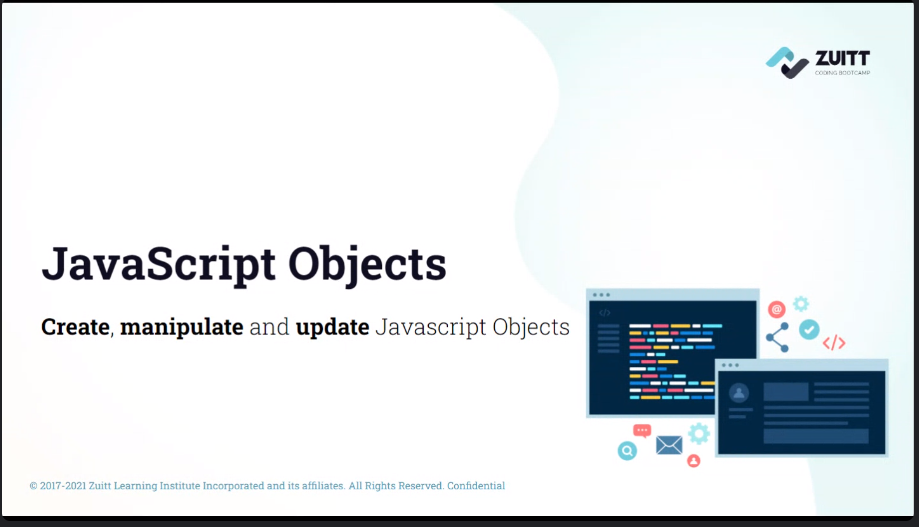 ZUITT
CODING BOOTCAMP
JavaScript Objects
Create, manipulate and update Javascript Objects
@
</>
</>
© 2017-2021 Zuitt Learning Institute Incorporated and its affiliates. All Rights Reserved. Confidential